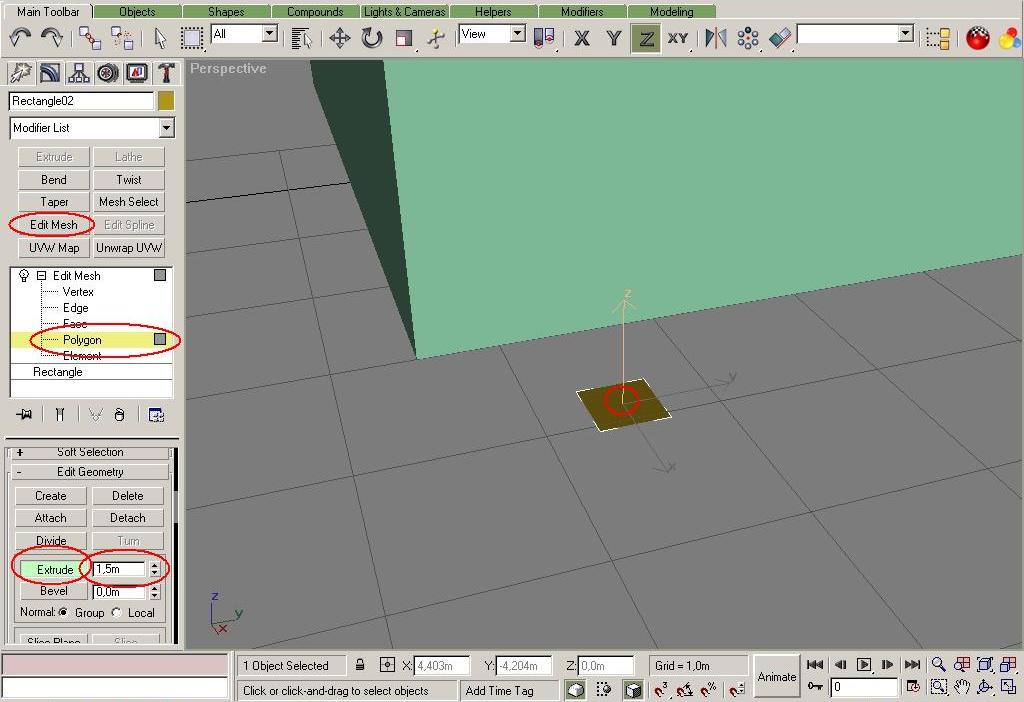 Main Toolbar Objects Shapes Compounds Lights & Cameras Helpers Modifiers Modeling
All View X Y Z XY
Perspective
Rectangle02
Modifier List
Extrude Lathe
Bend Twist
Taper Mesh Select
Edit Mesh Edit Spline
UVW Map Unwrap UVW
Edit Mesh
Vertex
Edge
Face
Polygon
Element
Rectangle
+ Soft Selection
- Edit Geometry
Create Delete
Attach Detach
Divide Turn
Extrude 1,5m
Bevel 0,0m
Normal: Group Local
Slice Plane Slice
z
y
x
z
y
x
1 Object Selected X: 4,403m Y: -4,204m Z: 0,0m Grid = 1,0m
Animate
Click or click-and-drag to select objects Add Time Tag 3 % 0